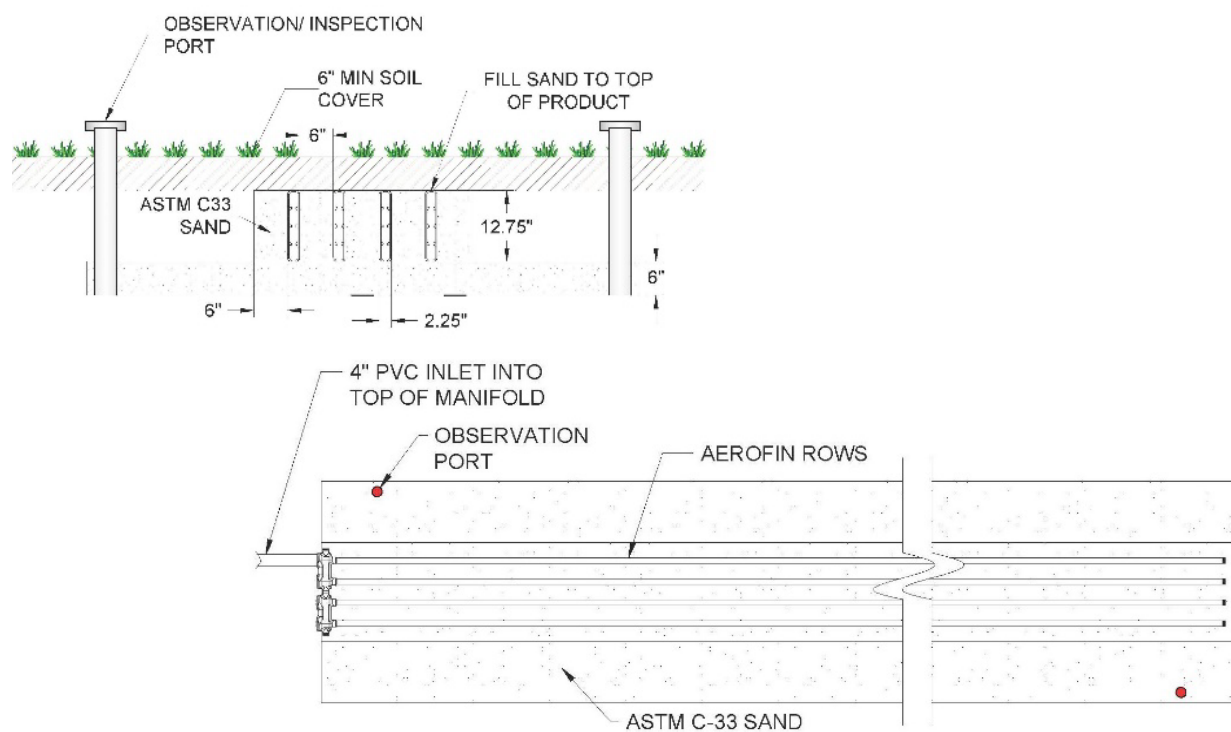 OBSERVATION/ INSPECTION
PORT
6" MIN SOIL
COVER
FILL SAND TO TOP
OF PRODUCT
6"
ASTM C33
SAND
12.75"
6"
6"
2.25"
4" PVC INLET INTO
TOP OF MANIFOLD
OBSERVATION
PORT
AEROFIN ROWS
ASTM C-33 SAND